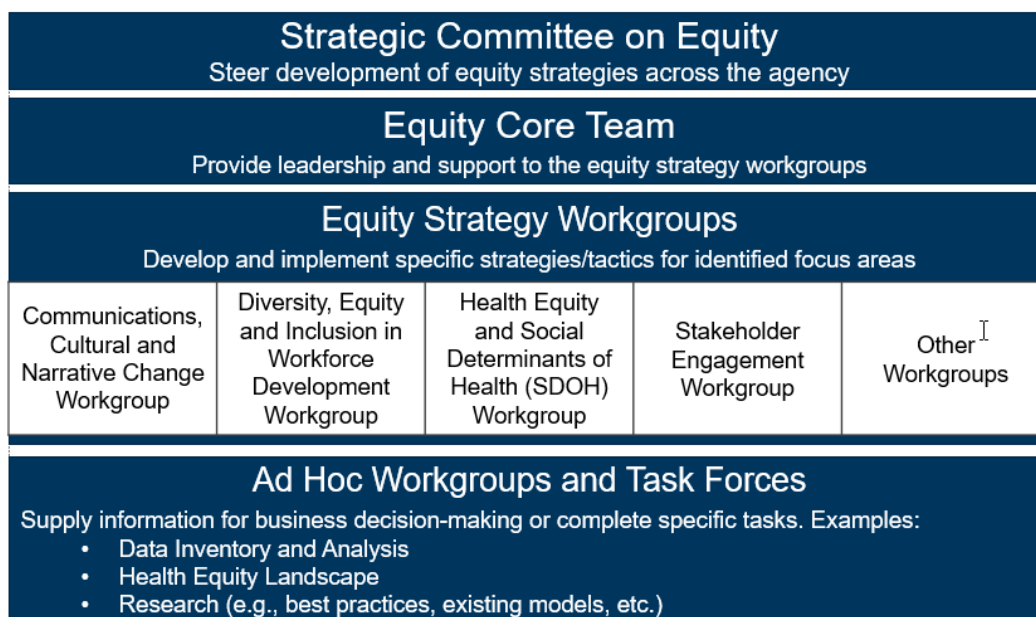 Strategic Committee on Equity
Steer development of equity strategies across the agency
Equity Core Team
Provide leadership and support to the equity strategy workgroups
Equity Strategy Workgroups
Develop and implement specific strategies/tactics for identified focus areas
Communications,
Cultural and
Narrative Change
Workgroup
Diversity, Equity
and Inclusion in
Workforce
Development
Workgroup
Health Equity
and Social
Determinants of
Health (SDOH)
Workgroup
Stakeholder
Engagement
Workgroup
Other
Workgroups
Ad Hoc Workgroups and Task Forces
Supply information for business decision-making or complete specific tasks. Examples:
• Data Inventory and Analysis
• Health Equity Landscape
• Research (e.g., best practices, existing models, etc.)